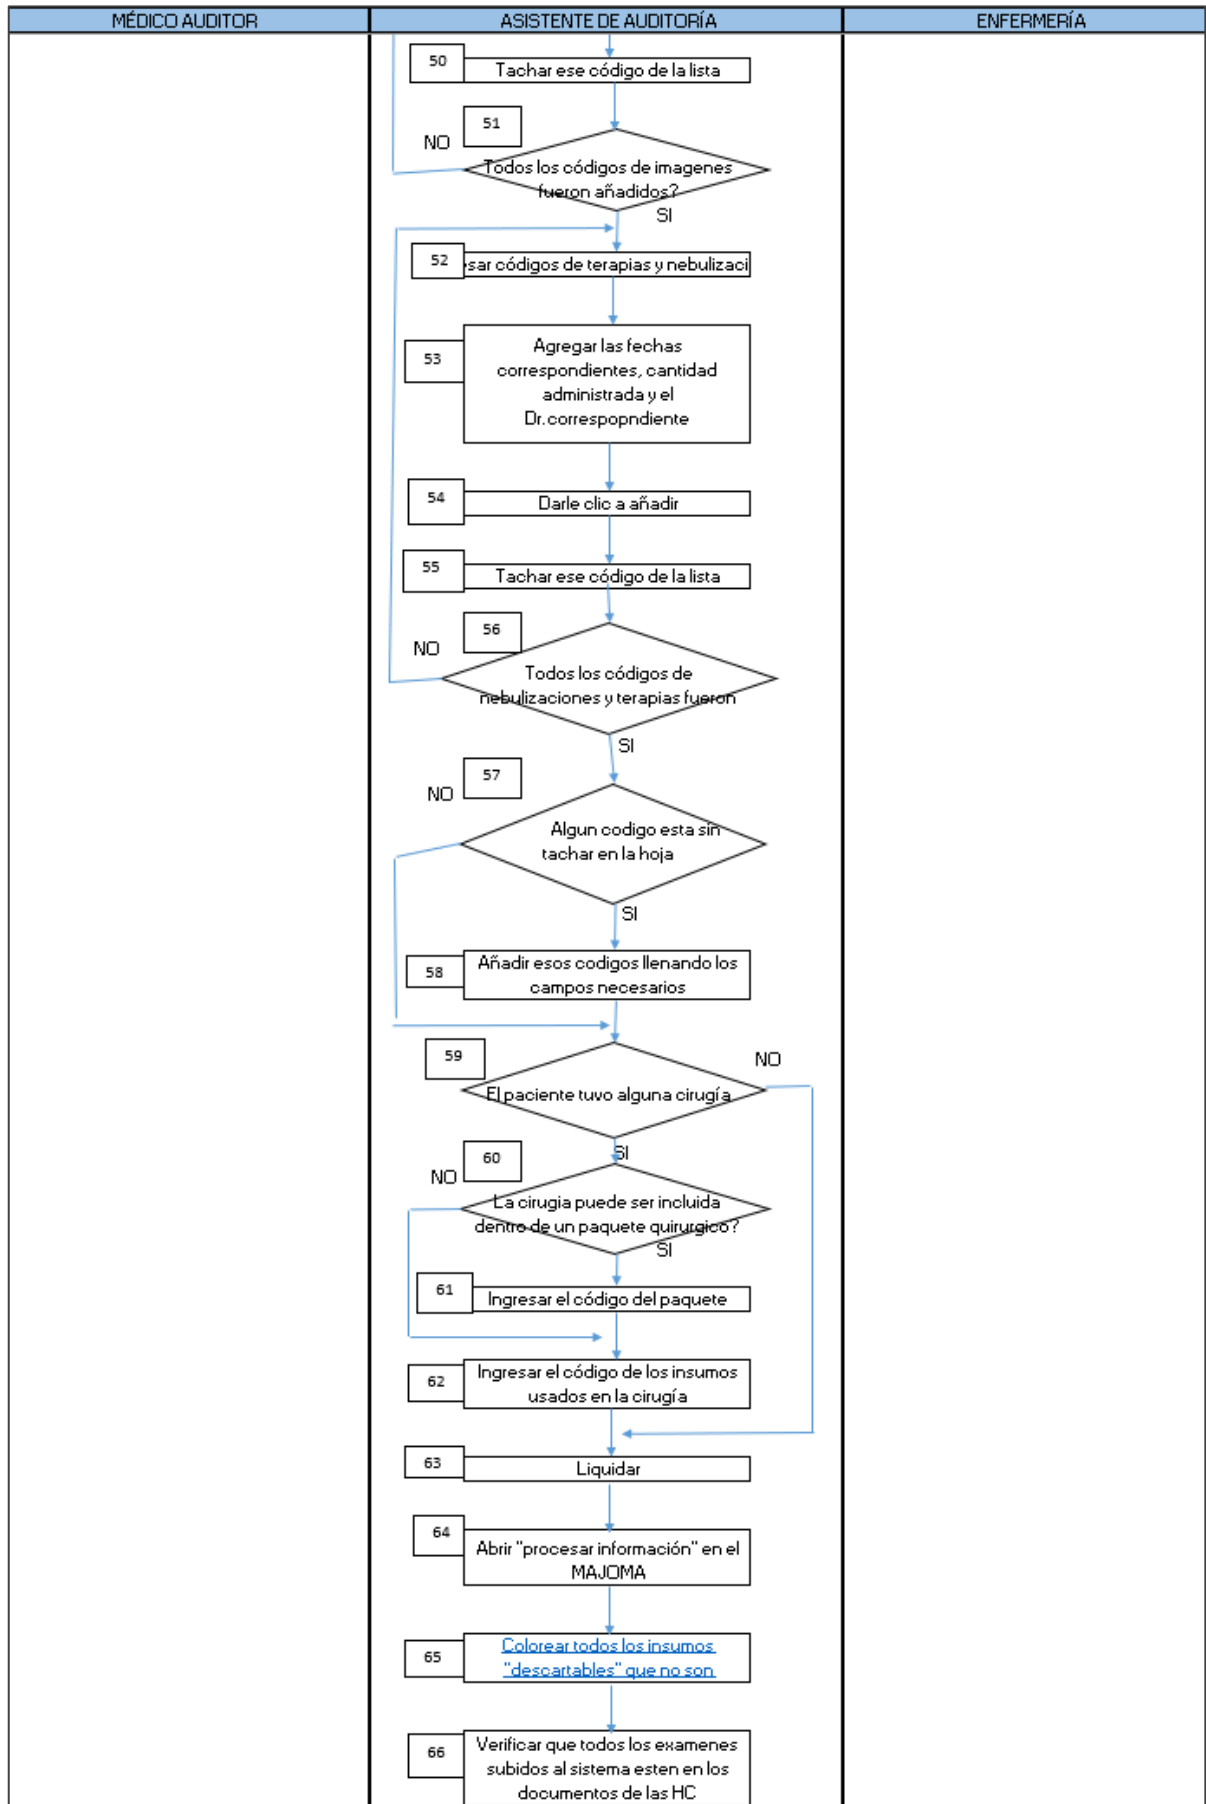 MÉDICO AUDITOR
ASISTENTE DE AUDITORÍA
ENFERMERÍA
50
Tachar ese código de la lista
51
NO
Todos los códigos de imagenes
fueron añadidos?
SI
52
esar códigos de terapias y nebulizaci
53
Agregar las fechas
correspondientes, cantidad
administrada y el
Dr.correspopndiente
54
Darle clic a añadir
55
Tachar ese código de la lista
56
NO
Todos los códigos de
nebulizaciones y terapias fueron
SI
57
NO
Algun codigo esta sin
tachar en la hoja
SI
58
Añadir esos codigos llenando los
campos necesarios
59
NO
El paciente tuvo alguna cirugía
SI
60
NO
La cirugia puede ser incluida
dentro de un paquete quirurgico?
SI
61
Ingresar el código del paquete
62
Ingresar el código de los insumos
usados en la cirugía
63
Liquidar
64
Abrir "procesar información" en el
MAJOMA
65
Colorear todos los insumos
"descartables" que no son
66
Verificar que todos los examenes
subidos al sistema esten en los
documentos de las HC